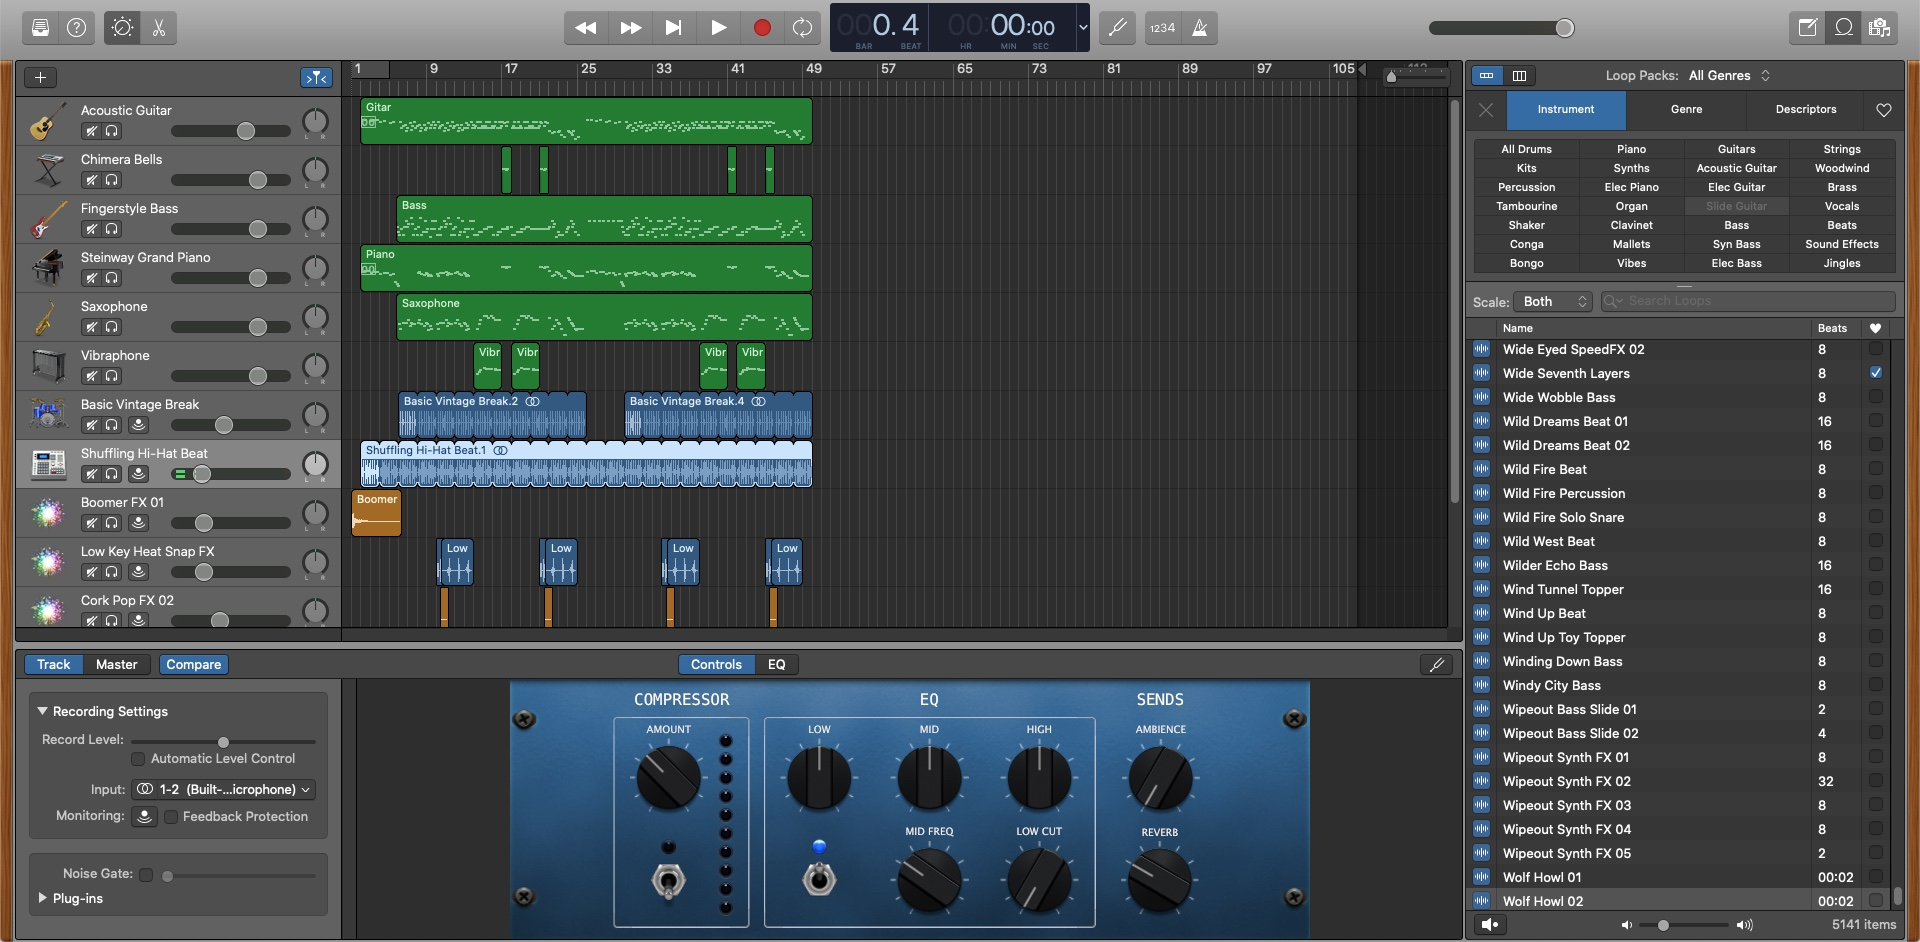 0.4 00:00:00
BAR BEAT HR MIN SEC
1234
1 9 17 25 33 41 49 57 65 73 81 89 97 105 113
Loop Packs: All Genres
Instrument Genre Descriptors
All Drums Piano Guitars Strings
Kits Synths Acoustic Guitar Woodwind
Percussion Elec Piano Elec Guitar Brass
Tambourine Organ Slide Guitar Vocals
Shaker Clavinet Bass Beats
Conga Mallets Syn Bass Sound Effects
Bongo Vibes Elec Bass Jingles
Scale: Both Search Loops
Name Beats
Wide Eyed SpeedFX 02 8
Wide Seventh Layers 8
Wide Wobble Bass 8
Wild Dreams Beat 01 16
Wild Dreams Beat 02 16
Wild Fire Beat 8
Wild Fire Percussion 8
Wild Fire Solo Snare 8
Wild West Beat 8
Wilder Echo Bass 16
Wind Tunnel Topper 16
Wind Up Beat 8
Wind Up Toy Topper 8
Winding Down Bass 8
Windy City Bass 8
Wipeout Bass Slide 01 2
Wipeout Bass Slide 02 4
Wipeout Synth FX 01 8
Wipeout Synth FX 02 32
Wipeout Synth FX 03 8
Wipeout Synth FX 04 8
Wipeout Synth FX 05 2
Wolf Howl 01 00:02
Wolf Howl 02 00:02
5141 items
Acoustic Guitar
L R
Gitar
Chimera Bells
L R
Fingerstyle Bass
L R
Bass
Steinway Grand Piano
L R
Piano
Saxophone
L R
Saxophone
Vibraphone
L R
Vibr Vibr Vibr Vibr
Basic Vintage Break
L R
Basic Vintage Break.2 Basic Vintage Break.4
Shuffling Hi-Hat Beat
L R
Shuffling Hi-Hat Beat.1
Boomer FX 01
L R
Boomer
Low Key Heat Snap FX
L R
Low Low Low Low
Cork Pop FX 02
L R
Track Master Compare Controls EQ
Recording Settings
Record Level:
Automatic Level Control
Input: 1-2 (Built-...icrophone)
Monitoring: Feedback Protection
Noise Gate:
Plug-ins
COMPRESSOR EQ SENDS
AMOUNT LOW MID HIGH AMBIENCE
MID FREQ LOW CUT REVERB